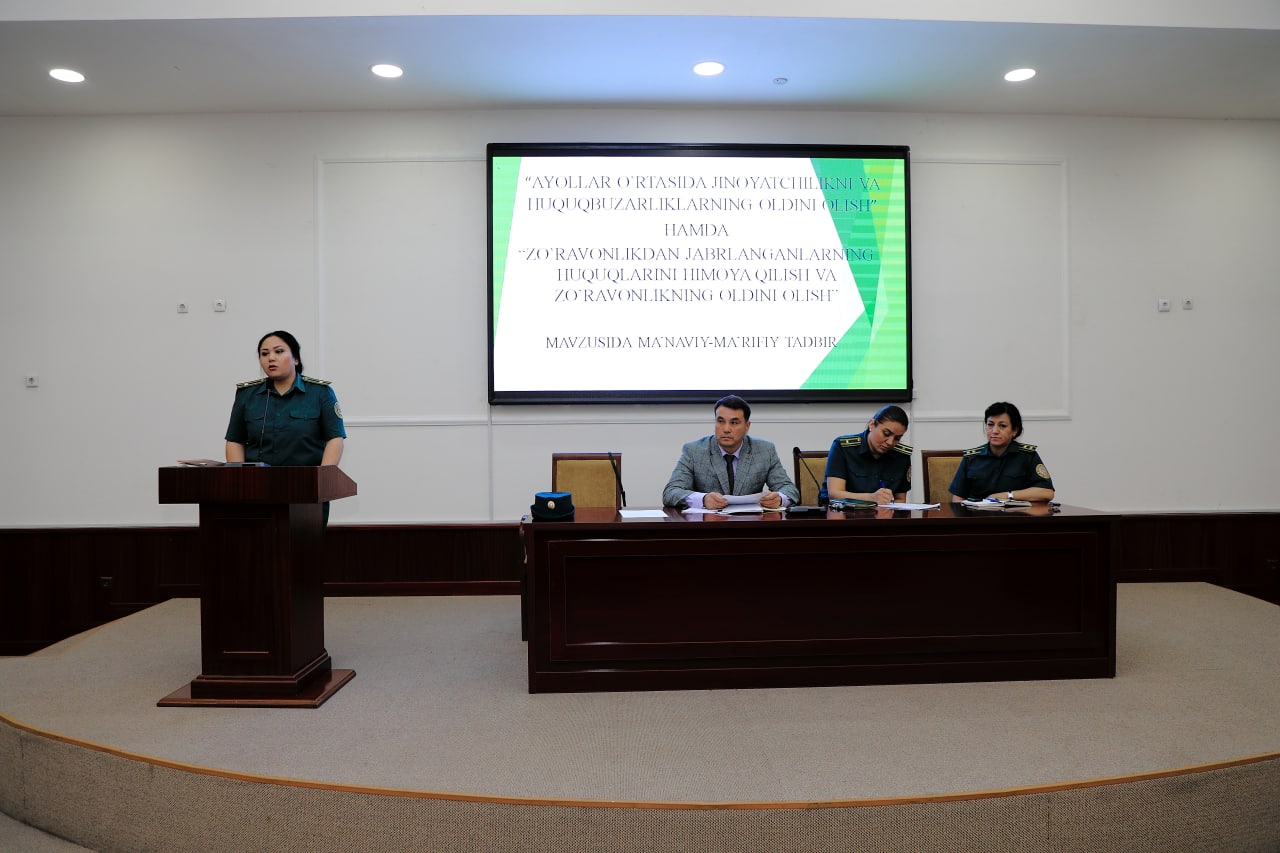 “AYOLLAR O‘RTASIDA JINOYATCHILIKNI VA
HUQUQBUZARLIKLARNING OLDINI OLISH”
HAMDA
“ZO‘RAVONLIKDAN JABRLANGANLARNING
HUQUQLARINI HIMOYA QILISH VA
ZO‘RAVONLIKNING OLDINI OLISH”
MAVZUSIDA MA’NAVIY-MA’RIFIY TADBIR